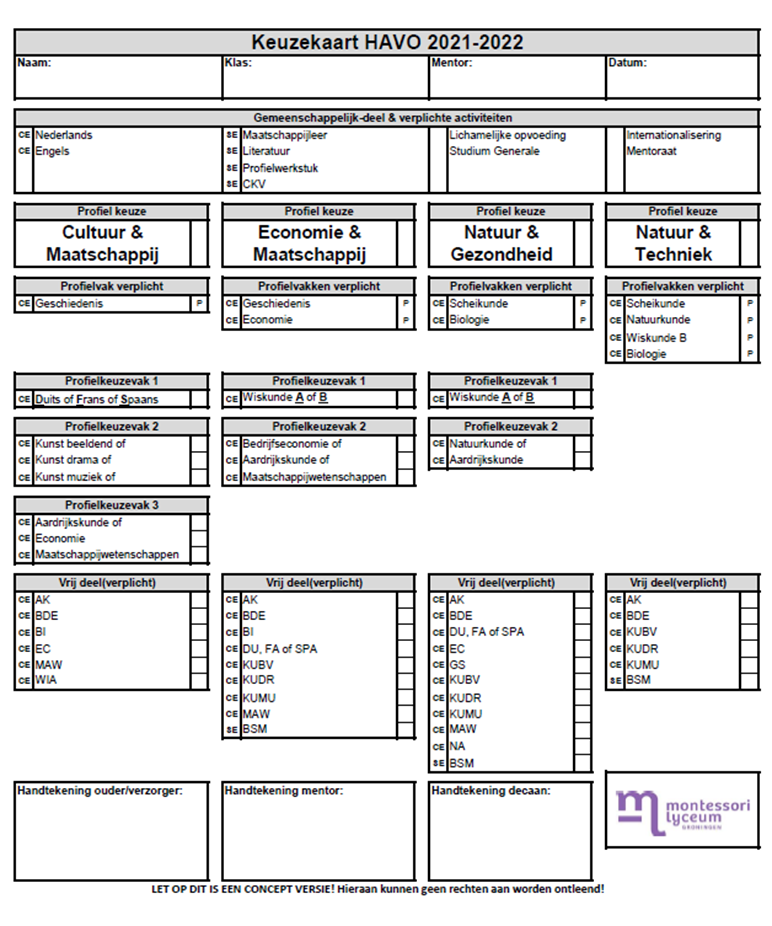 Keuzekaart HAVO 2021-2022
Naam: Klas: Mentor: Datum:
Gemeenschappelijk-deel & verplichte activiteiten
CE Nederlands
CE Engels
SE Maatschappijleer
SE Literatuur
SE Profielwerkstuk
SE CKV
Lichamelijke opvoeding
Studium Generale
Internationalisering
Mentoraat
Profiel keuze
Cultuur &
Maatschappij
Profiel keuze
Economie &
Maatschappij
Profiel keuze
Natuur &
Gezondheid
Profiel keuze
Natuur &
Techniek
Profielvak verplicht
CE Geschiedenis P
Profielvakken verplicht
CE Geschiedenis P
CE Economie P
Profielvakken verplicht
CE Scheikunde P
CE Biologie P
Profielvakken verplicht
CE Scheikunde P
CE Natuurkunde P
CE Wiskunde B P
CE Biologie P
Profielkeuzevak 1
CE Duits of Frans of Spaans
Profielkeuzevak 1
CE Wiskunde A of B
Profielkeuzevak 1
CE Wiskunde A of B
Profielkeuzevak 2
CE Kunst beeldend of
CE Kunst drama of
CE Kunst muziek of
Profielkeuzevak 2
CE Bedrijfseconomie of
CE Aardrijkskunde of
CE Maatschappijwetenschappen
Profielkeuzevak 2
CE Natuurkunde of
CE Aardrijkskunde
Profielkeuzevak 3
CE Aardrijkskunde of
CE Economie
CE Maatschappijwetenschappen
Vrij deel(verplicht)
CE AK
CE BDE
CE BI
CE EC
CE MAW
CE WIA
Vrij deel(verplicht)
CE AK
CE BDE
CE BI
CE DU, FA of SPA
CE KUBV
CE KUDR
CE KUMU
CE MAW
SE BSM
Vrij deel(verplicht)
CE AK
CE BDE
CE DU, FA of SPA
CE EC
CE GS
CE KUBV
CE KUDR
CE KUMU
CE MAW
CE NA
SE BSM
Vrij deel(verplicht)
CE AK
CE BDE
CE KUBV
CE KUDR
CE KUMU
SE BSM
Handtekening ouder/verzorger: Handtekening mentor: Handtekening decaan:
m montessori
lyceum
GRONINGEN
LET OP DIT IS EEN CONCEPT VERSIE! Hieraan kunnen geen rechten aan worden ontleend!